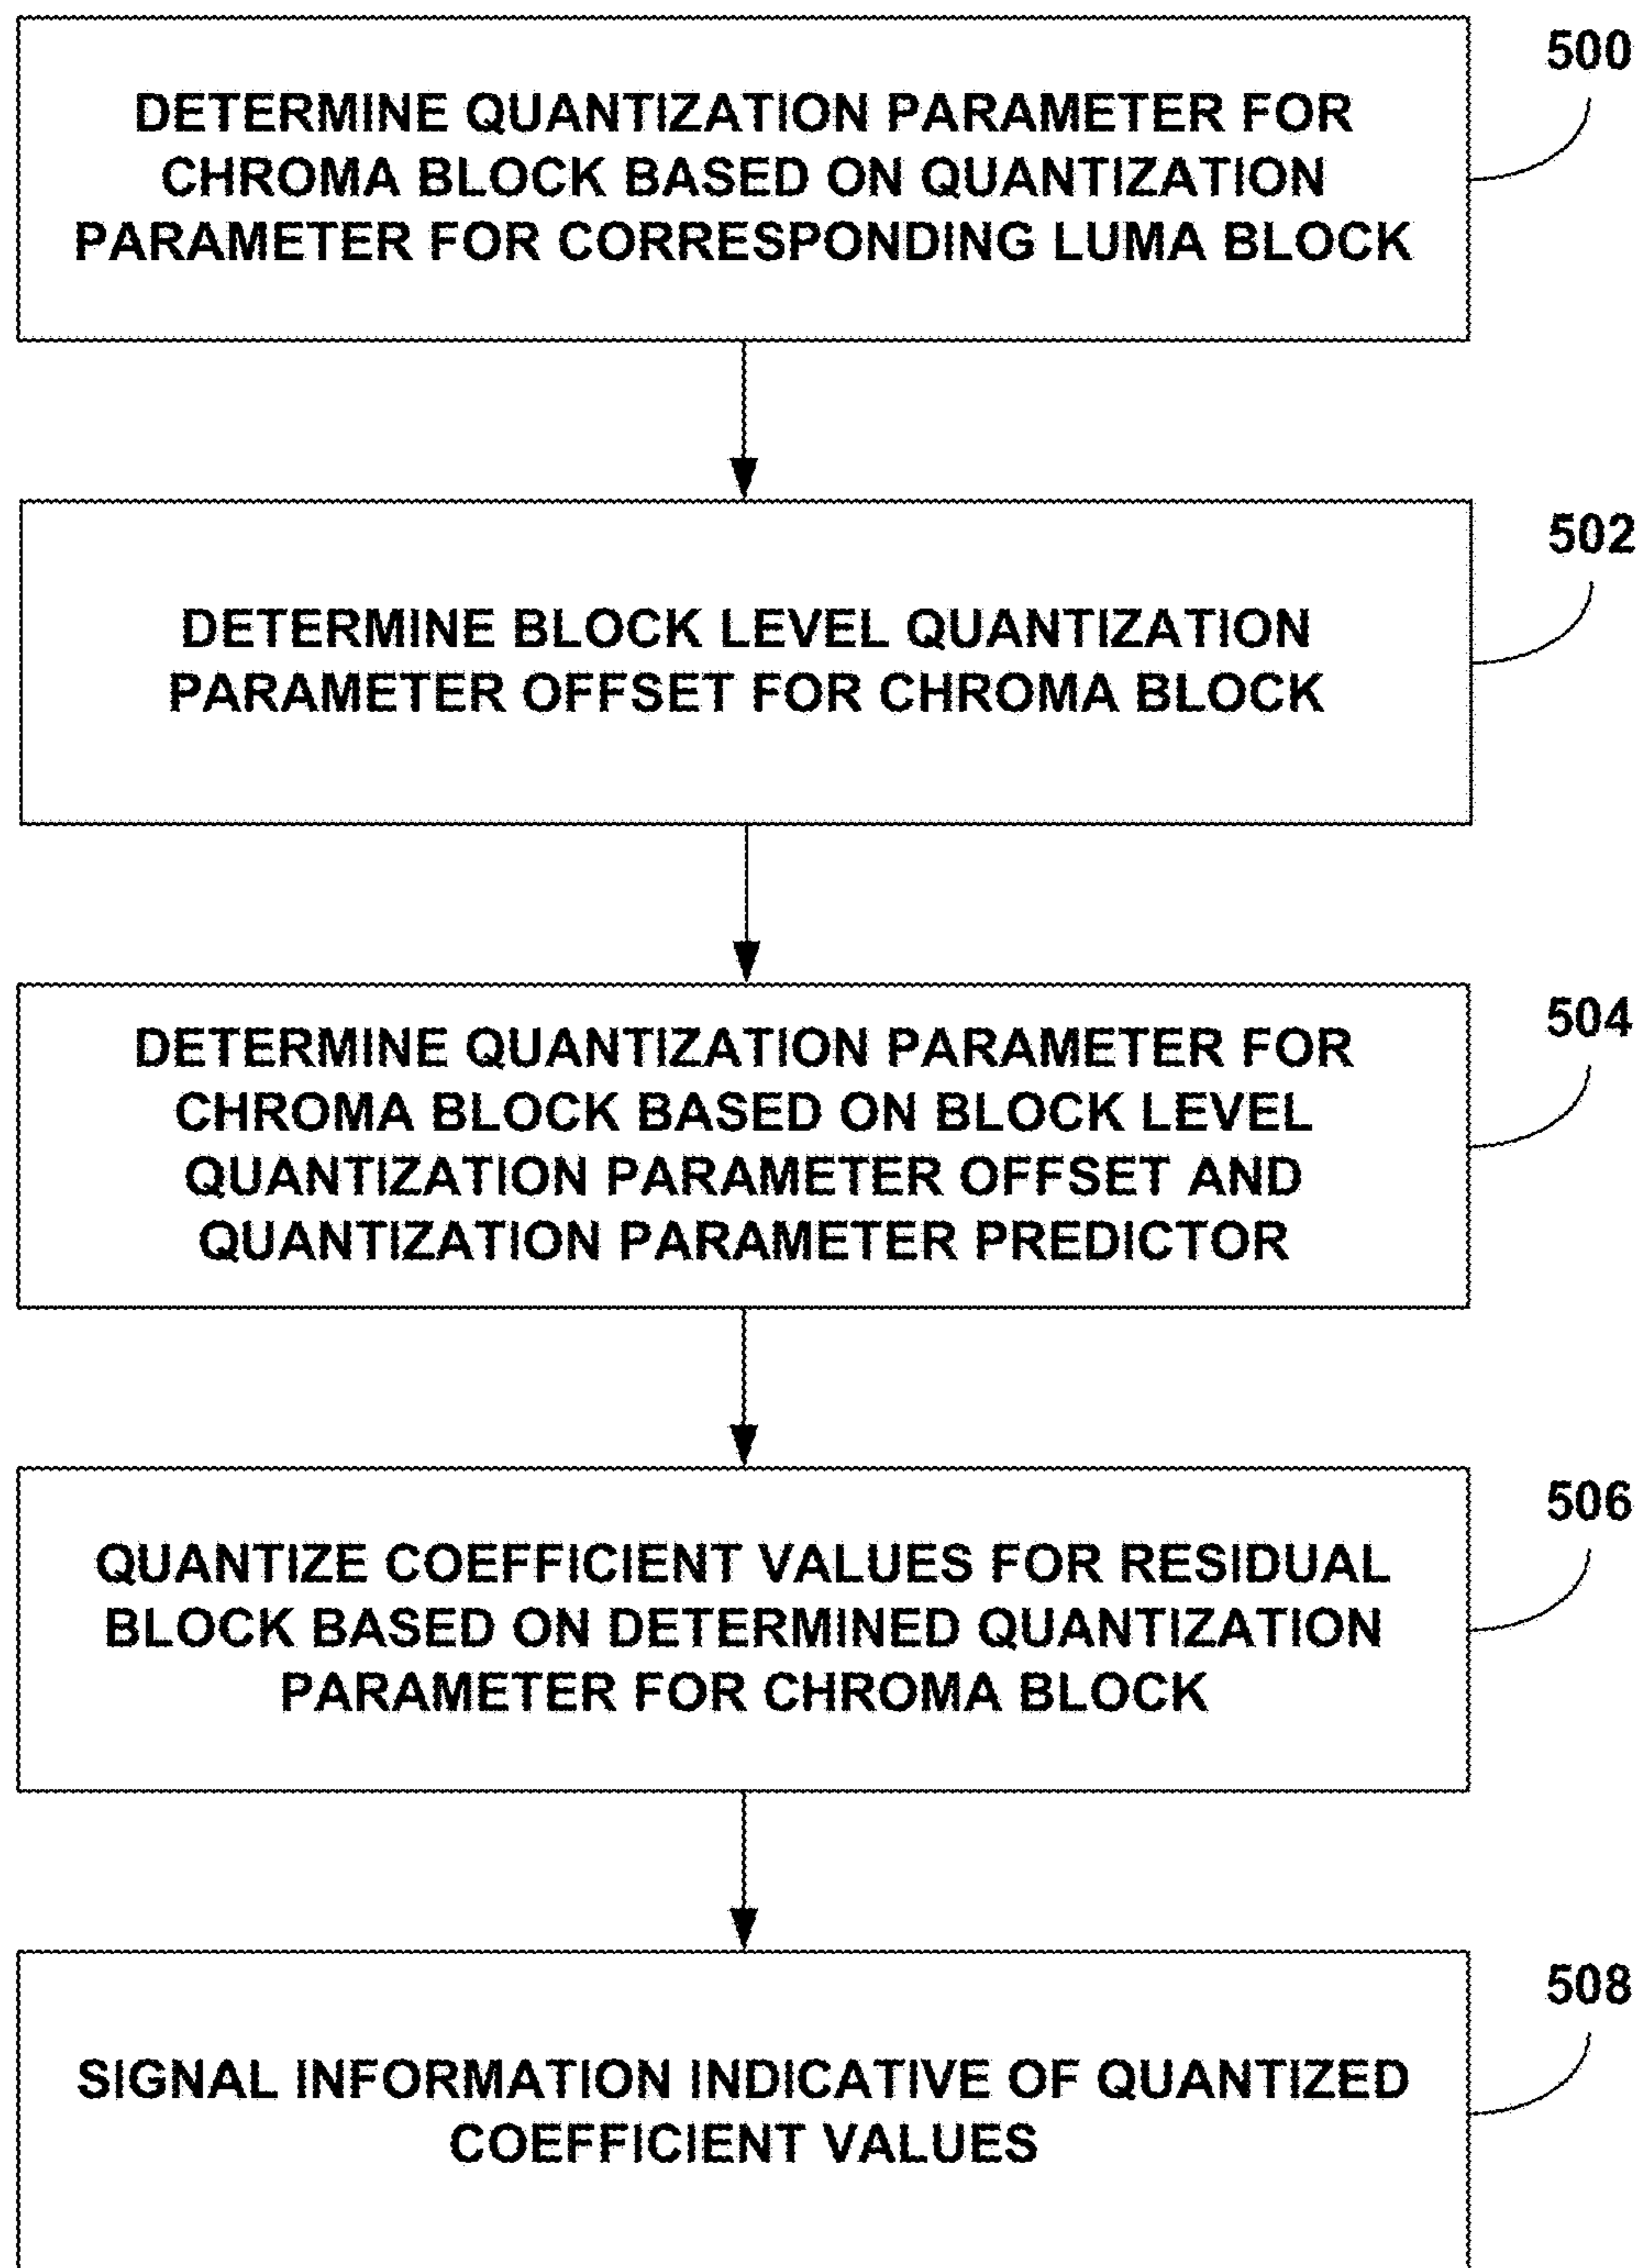 500
DETERMINE QUANTIZATION PARAMETER FOR
CHROMA BLOCK BASED ON QUANTIZATION
PARAMETER FOR CORRESPONDING LUMA BLOCK
502
DETERMINE BLOCK LEVEL QUANTIZATION
PARAMETER OFFSET FOR CHROMA BLOCK
504
DETERMINE QUANTIZATION PARAMETER FOR
CHROMA BLOCK BASED ON BLOCK LEVEL
QUANTIZATION PARAMETER OFFSET AND
QUANTIZATION PARAMETER PREDICTOR
506
QUANTIZE COEFFICIENT VALUES FOR RESIDUAL
BLOCK BASED ON DETERMINED QUANTIZATION
PARAMETER FOR CHROMA BLOCK
508
SIGNAL INFORMATION INDICATIVE OF QUANTIZED
COEFFICIENT VALUES